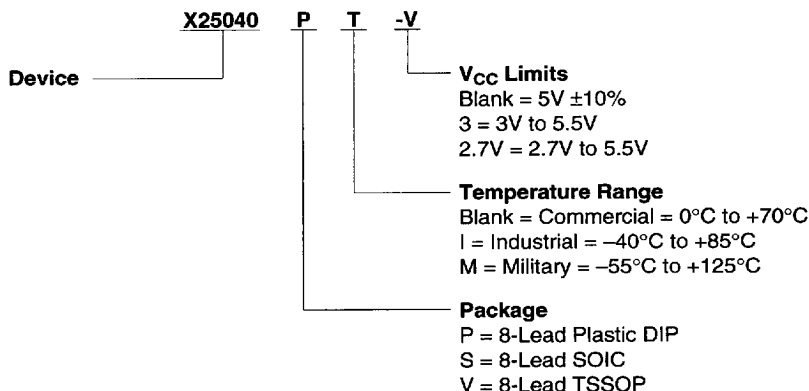 X25040 P T -V
Device
VCC Limits
Blank = 5V ±10%
3 = 3V to 5.5V
2.7V = 2.7V to 5.5V
Temperature Range
Blank = Commercial = 0°C to +70°C
I = Industrial = –40°C to +85°C
M = Military = –55°C to +125°C
Package
P = 8-Lead Plastic DIP
S = 8-Lead SOIC
V = 8-Lead TSSOP